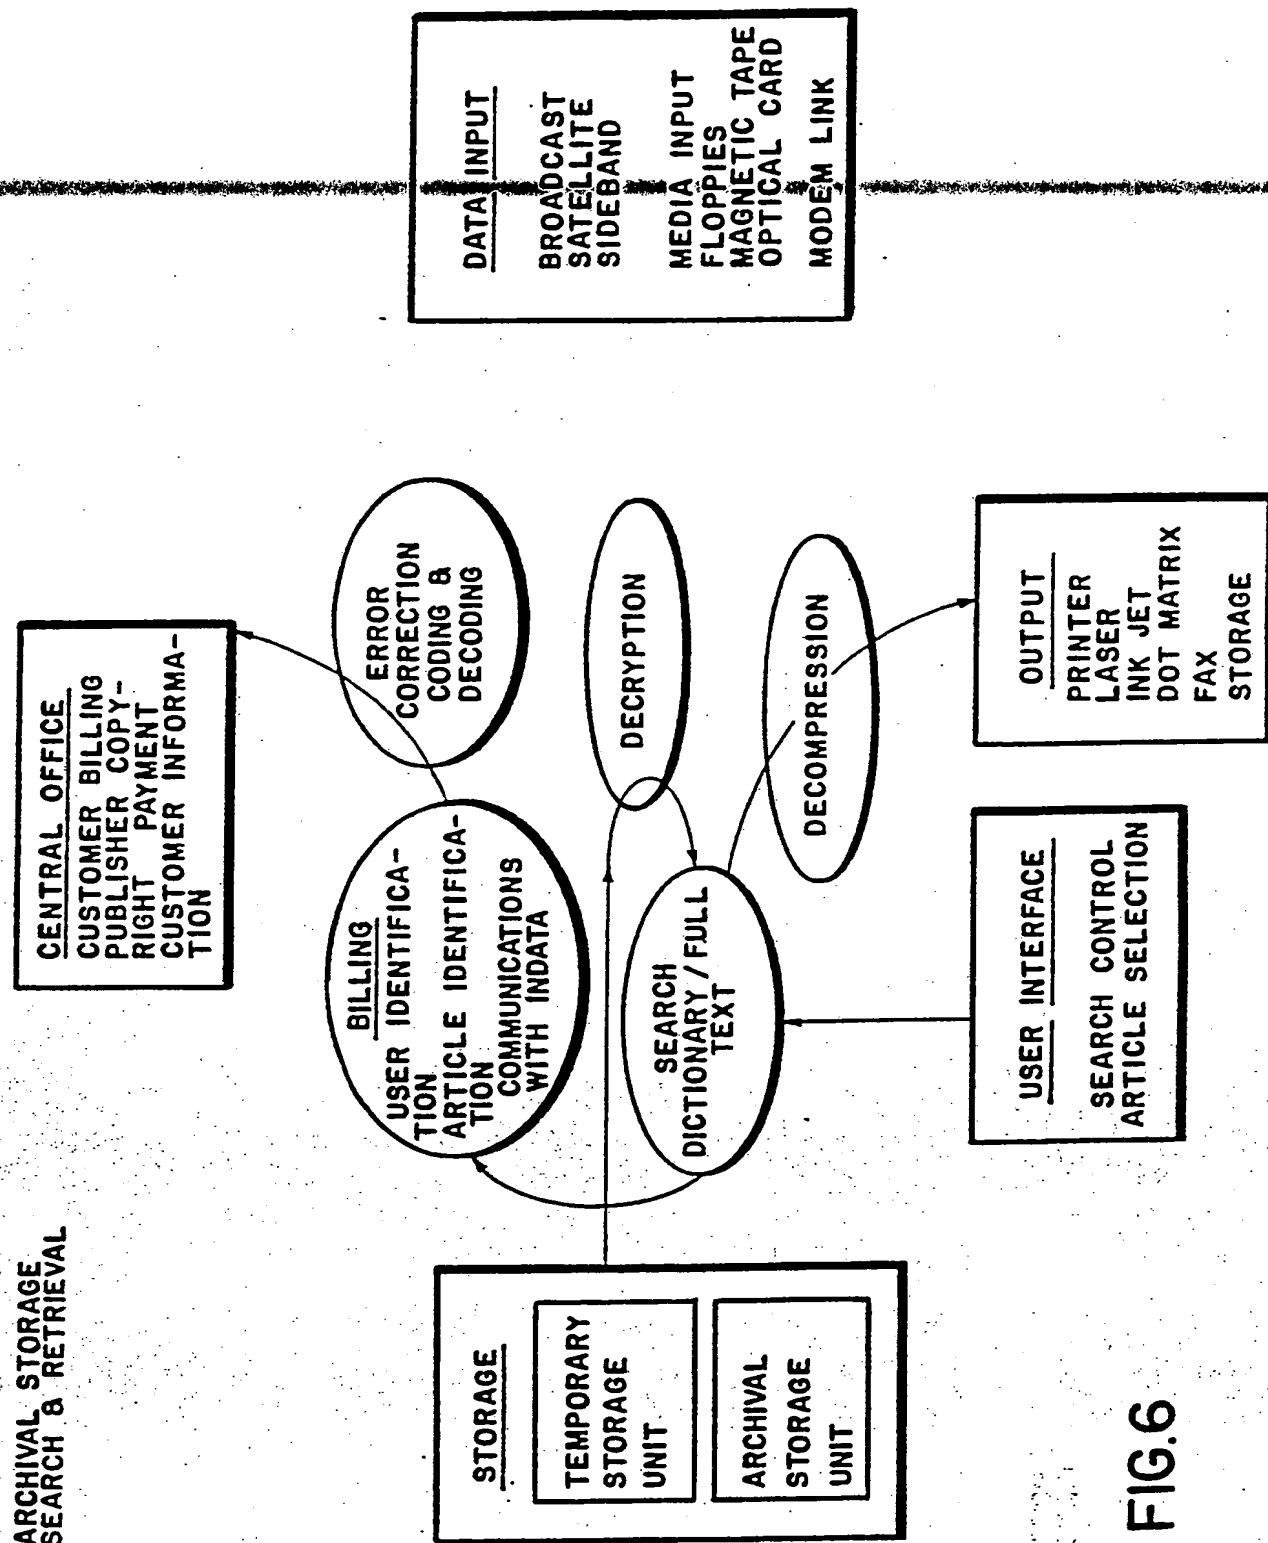 ARCHIVAL STORAGE
SEARCH & RETRIEVAL
CENTRAL OFFICE
CUSTOMER BILLING
PUBLISHER COPY-
RIGHT PAYMENT
CUSTOMER INFORMA-
TION
BILLING
USER IDENTIFICA-
TION
ARTICLE IDENTIFICA-
TION
COMMUNICATIONS
WITH INDATA
ERROR
CORRECTION
CODING &
DECODING
DATA INPUT
BROADCAST
SATELLITE
SIDEBAND
MEDIA INPUT
FLOPPIES
MAGNETIC TAPE
OPTICAL CARD
MODEM LINK
STORAGE
TEMPORARY
STORAGE
UNIT
ARCHIVAL
STORAGE
UNIT
SEARCH
DICTIONARY / FULL
TEXT
DECRYPTION
DECOMPRESSION
USER INTERFACE
SEARCH CONTROL
ARTICLE SELECTION
OUTPUT
PRINTER
LASER
INK JET
DOT MATRIX
FAX
STORAGE
FIG.6